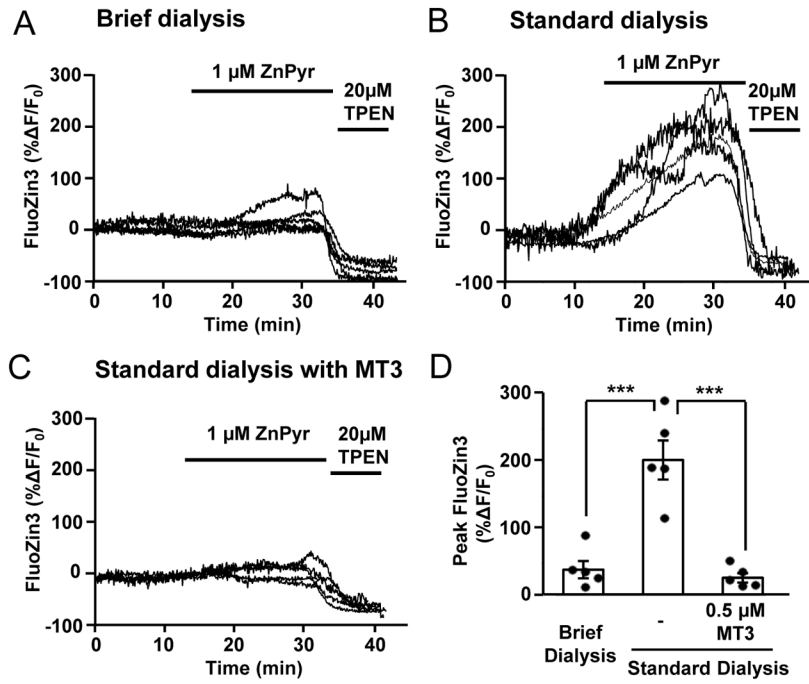 A Brief dialysis
1 µM ZnPyr
20µM
TPEN
300
200
100
0
-100
FluoZin3 (%ΔF/F₀)
0 10 20 30 40
Time (min)
B Standard dialysis
1 µM ZnPyr
20µM
TPEN
300
200
100
0
-100
FluoZin3 (%ΔF/F₀)
0 10 20 30 40
Time (min)
C Standard dialysis with MT3
1 µM ZnPyr
20µM
TPEN
300
200
100
0
-100
FluoZin3 (%ΔF/F₀)
0 10 20 30 40
Time (min)
D
*** ***
300
200
100
0
Peak FluoZin3
(%ΔF/F₀)
Brief
Dialysis
-
0.5 µM
MT3
Standard Dialysis